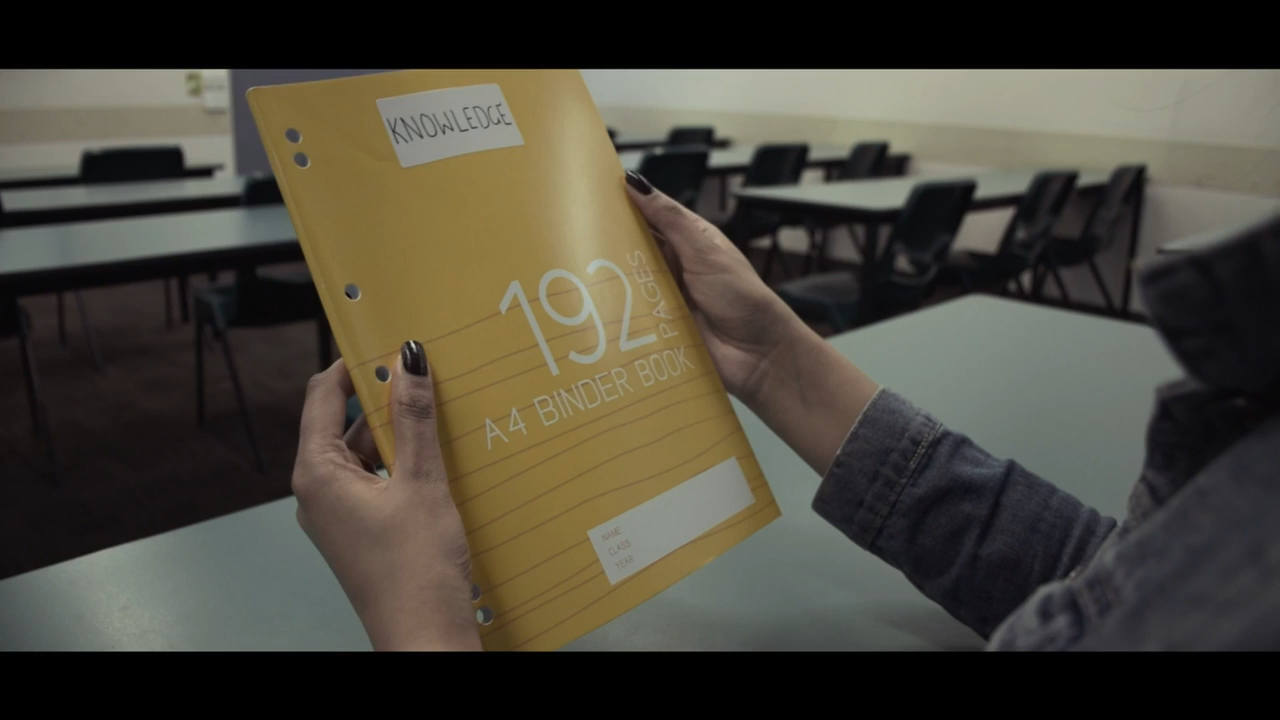 KNOWLEDGE
192
PAGES
A4 BINDER BOOK
NAME:
CLASS:
YEAR: